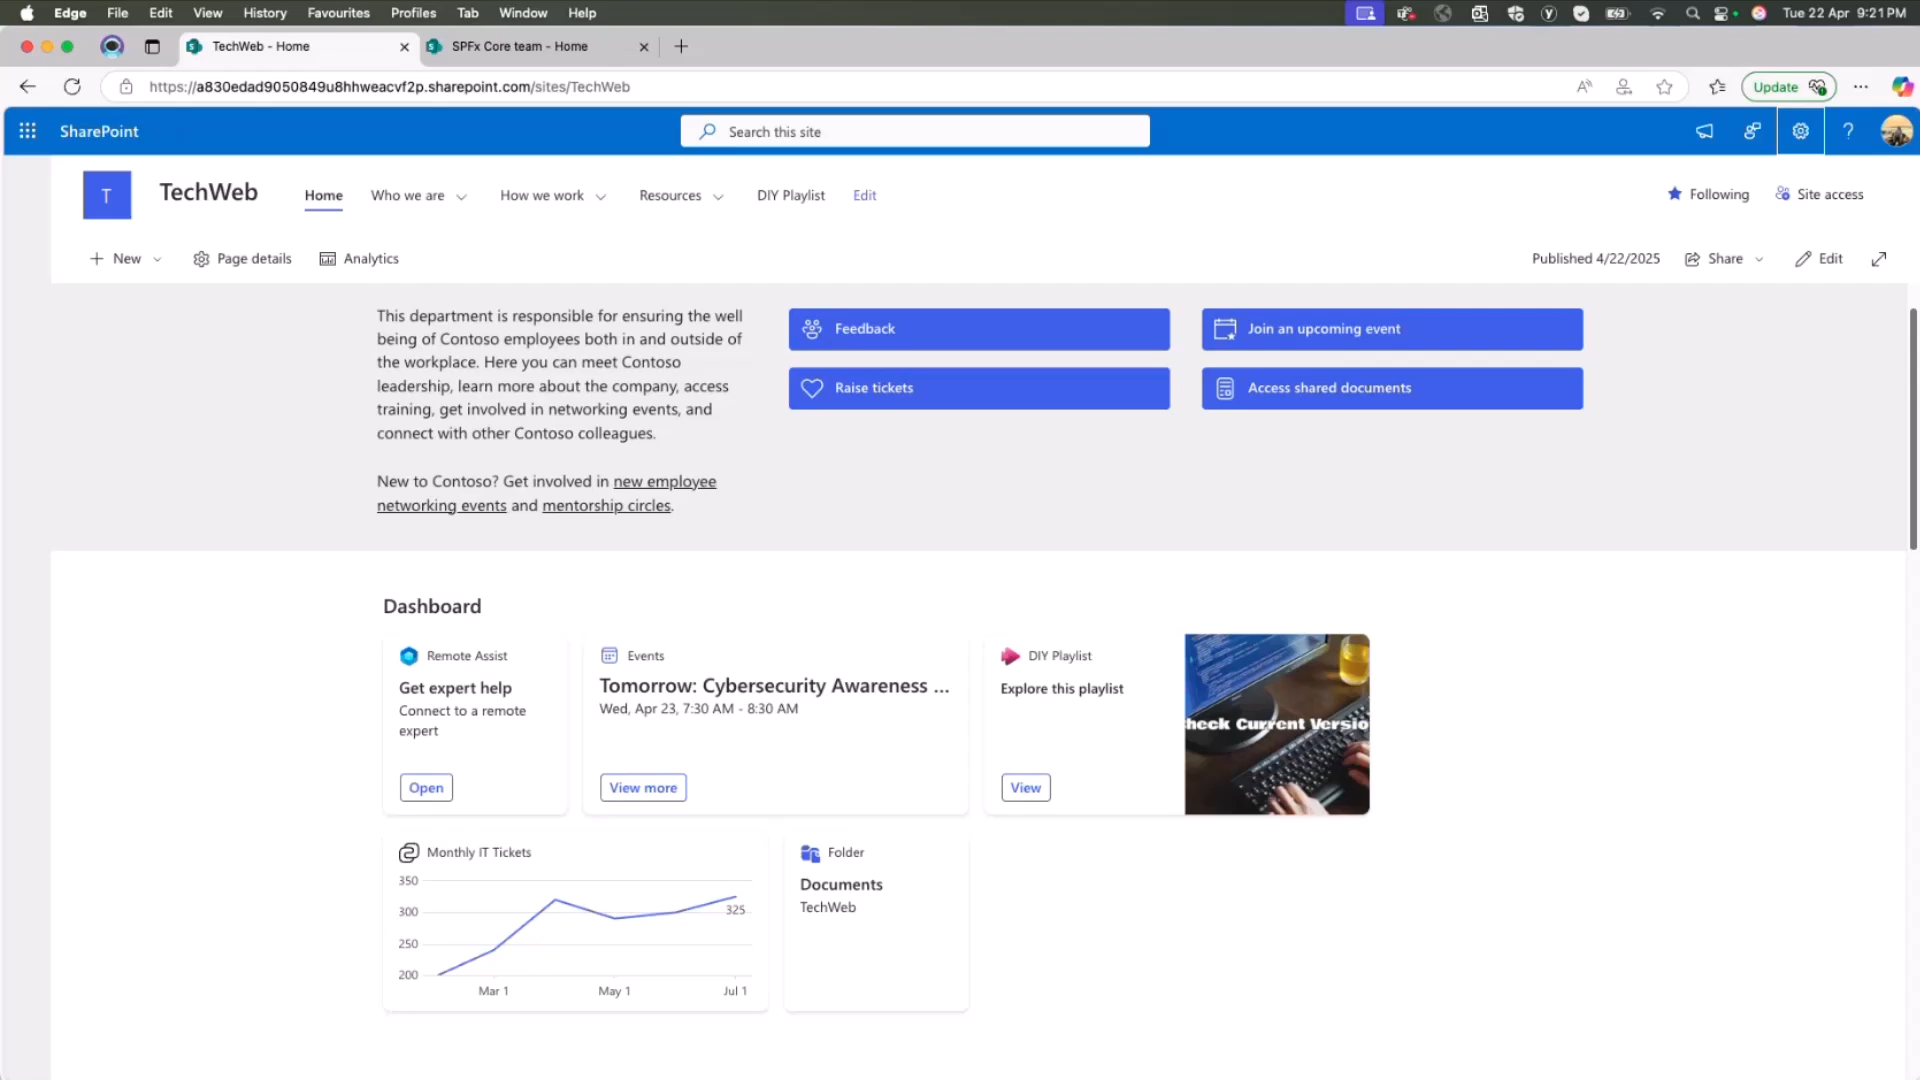 Edge File Edit View History Favourites Profiles Tab Window Help
Tue 22 Apr 9:21 PM
TechWeb - Home
SPFx Core team - Home
https://a830edad9050849u8hhweacvf2p.sharepoint.com/sites/TechWeb
Update
SharePoint
Search this site
T
TechWeb
Home
Who we are
How we work
Resources
DIY Playlist
Edit
Following
Site access
New
Page details
Analytics
Published 4/22/2025
Share
Edit
This department is responsible for ensuring the well
being of Contoso employees both in and outside of
the workplace. Here you can meet Contoso
leadership, learn more about the company, access
training, get involved in networking events, and
connect with other Contoso colleagues.
New to Contoso? Get involved in new employee
networking events and mentorship circles.
Feedback
Join an upcoming event
Raise tickets
Access shared documents
Dashboard
Remote Assist
Get expert help
Connect to a remote
expert
Open
Events
Tomorrow: Cybersecurity Awareness ...
Wed, Apr 23, 7:30 AM - 8:30 AM
View more
DIY Playlist
Explore this playlist
View
heck Current Versio
Monthly IT Tickets
350
300
250
200
325
Mar 1
May 1
Jul 1
Folder
Documents
TechWeb